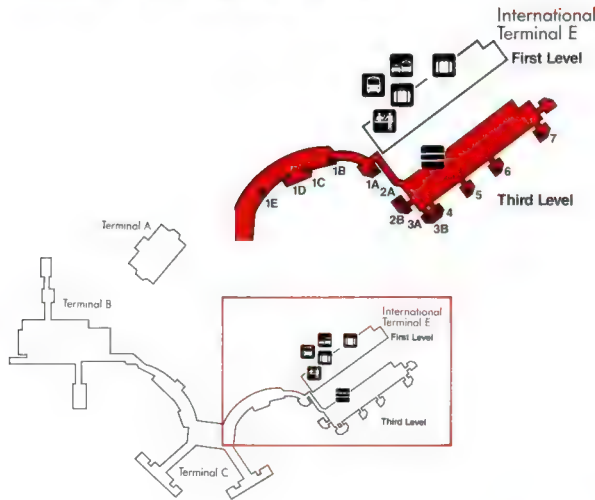 International
Terminal E
First Level
1E
1D
1C
1B
1A
2A
2B
3A
3B
4
5
6
7
Third Level
Terminal A
Terminal B
International
Terminal E
First Level
Third Level
Terminal C